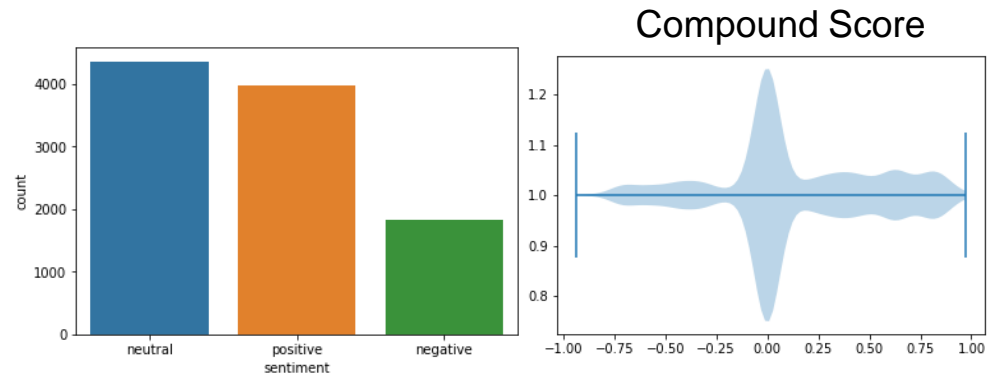 Compound Score
4000
3000
2000
1000
0
count
neutral positive negative
sentiment
1.2
1.1
1.0
0.9
0.8
−1.00 −0.75 −0.50 −0.25 0.00 0.25 0.50 0.75 1.00